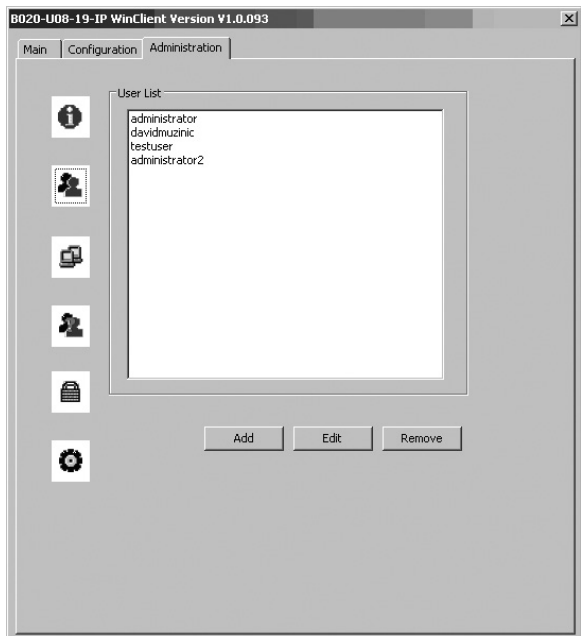 B020-U08-19-IP WinClient Version V1.0.093
Main Configuration Administration
User List
administrator
davidmuzinic
testuser
administrator2
Add Edit Remove